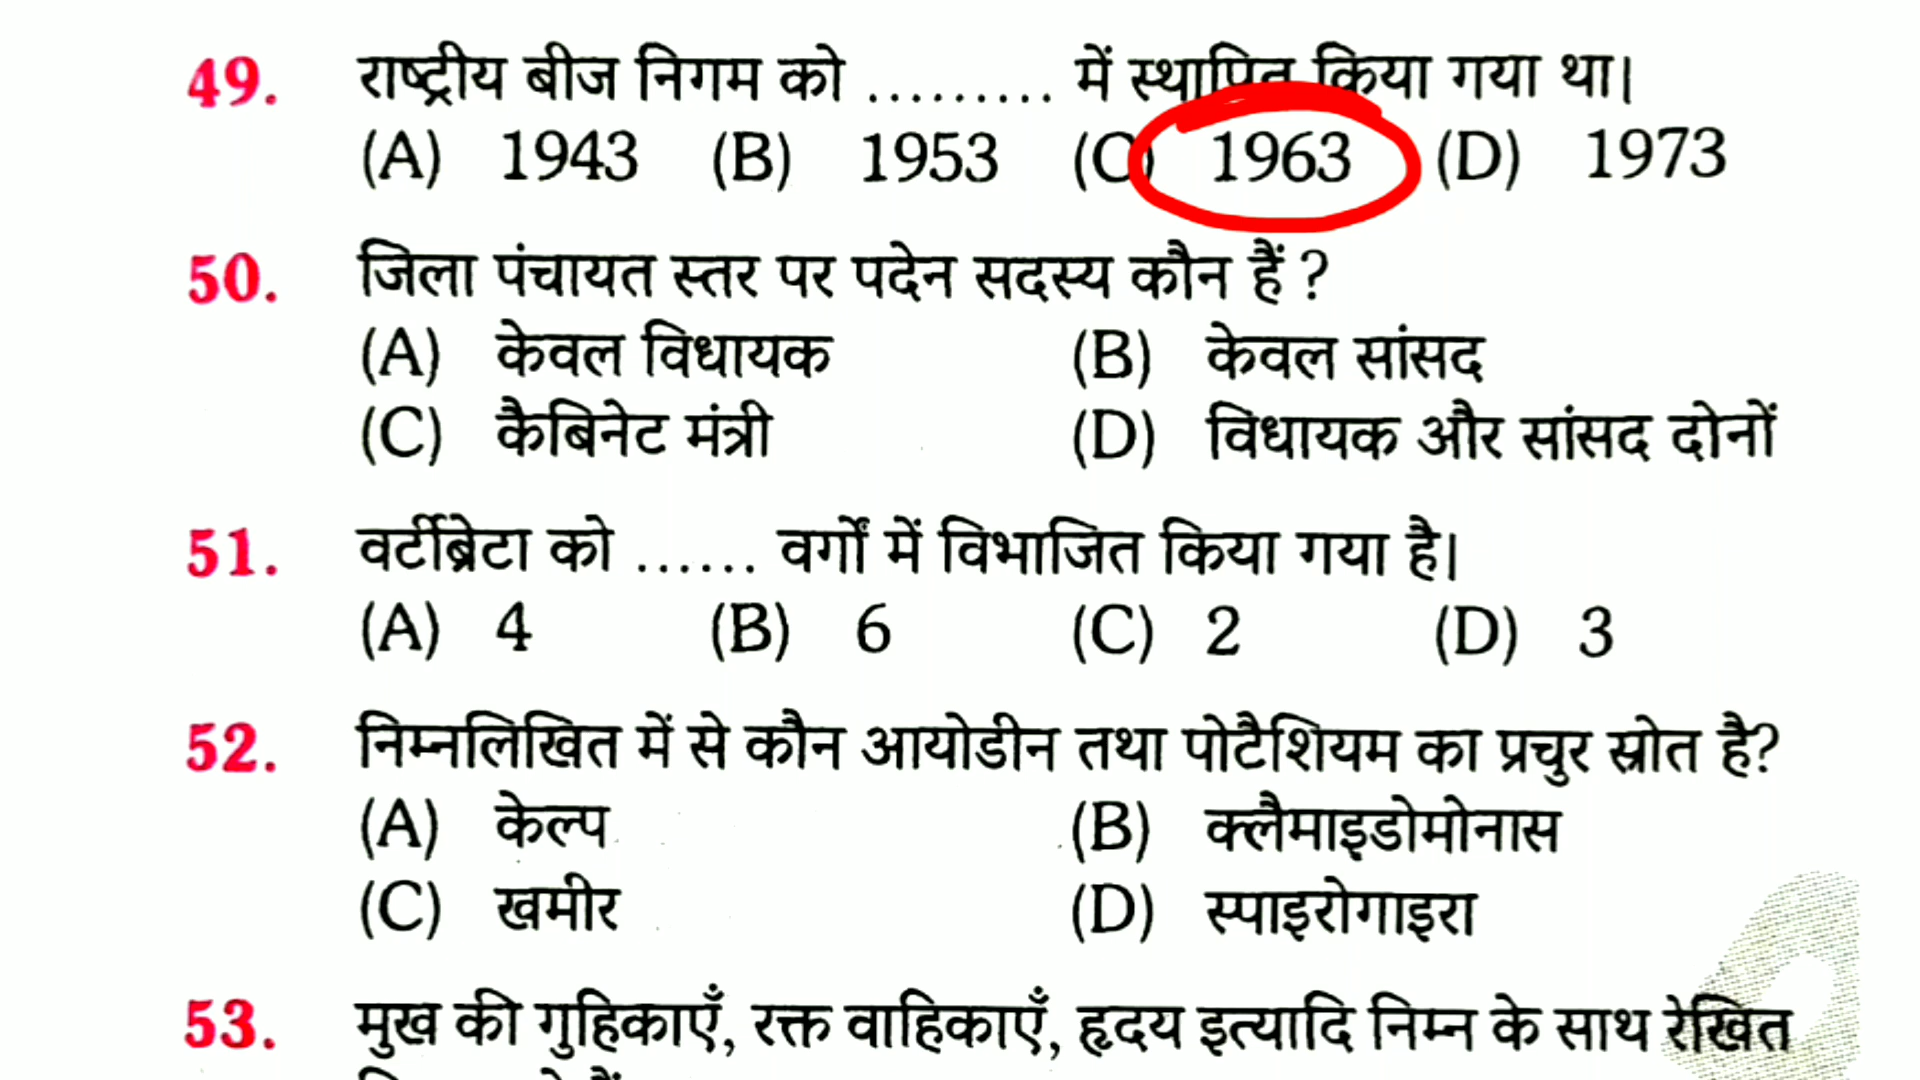 49. राष्ट्रीय बीज निगम को ......... में स्थापित किया गया था।
(A) 1943 (B) 1953 (C) 1963 (D) 1973
50. जिला पंचायत स्तर पर पदेन सदस्य कौन हैं ?
(A) केवल विधायक (B) केवल सांसद
(C) कैबिनेट मंत्री (D) विधायक और सांसद दोनों
51. वर्टीब्रेटा को ...... वर्गों में विभाजित किया गया है।
(A) 4 (B) 6 (C) 2 (D) 3
52. निम्नलिखित में से कौन आयोडीन तथा पोटैशियम का प्रचुर स्रोत है?
(A) केल्प (B) क्लैमाइडोमोनास
(C) खमीर (D) स्पाइरोगाइरा
53. मुख की गुहिकाएँ, रक्त वाहिकाएँ, हृदय इत्यादि निम्न के साथ रेखित